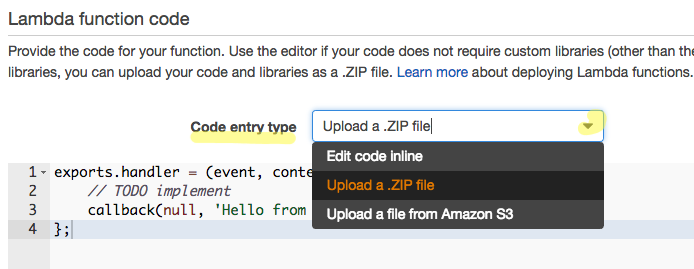 Lambda function code
Provide the code for your function. Use the editor if your code does not require custom libraries (other than the
libraries, you can upload your code and libraries as a .ZIP file. Learn more about deploying Lambda functions.
Code entry type Upload a .ZIP file
Edit code inline
Upload a .ZIP file
Upload a file from Amazon S3
1 exports.handler = (event, conte
2 // TODO implement
3 callback(null, 'Hello from
4 };